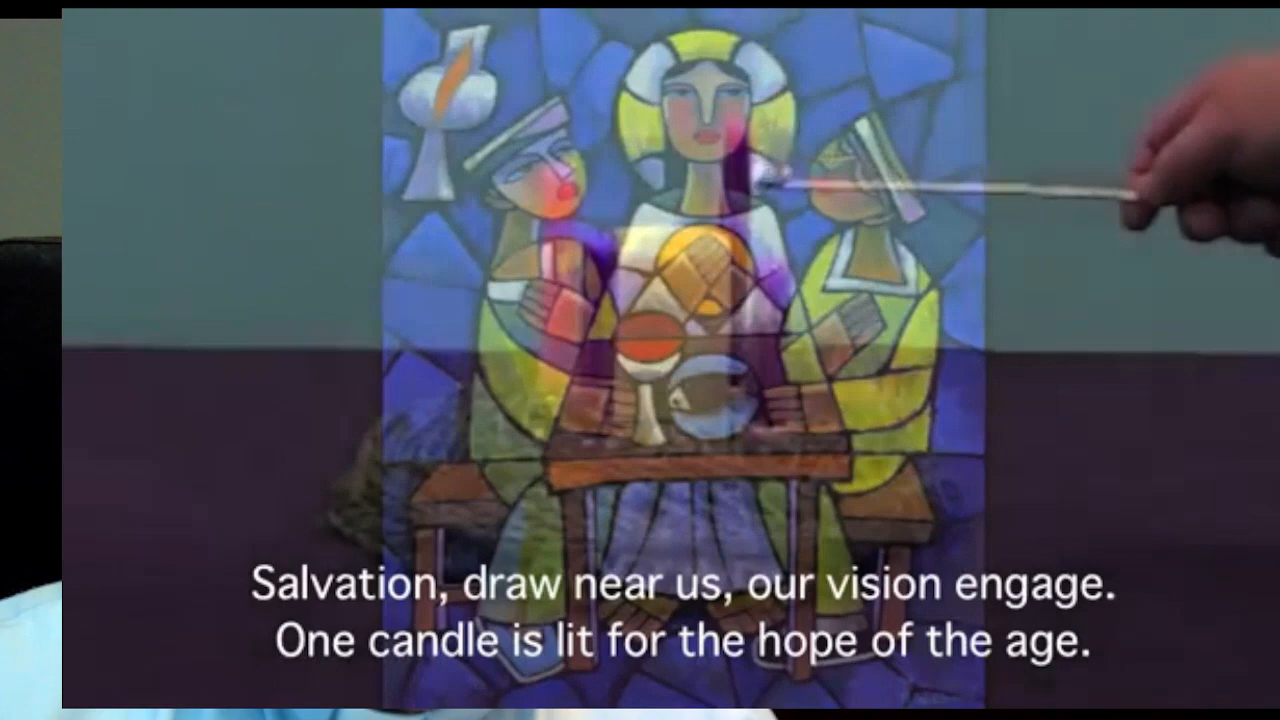 Salvation, draw near us, our vision engage.
One candle is lit for the hope of the age.